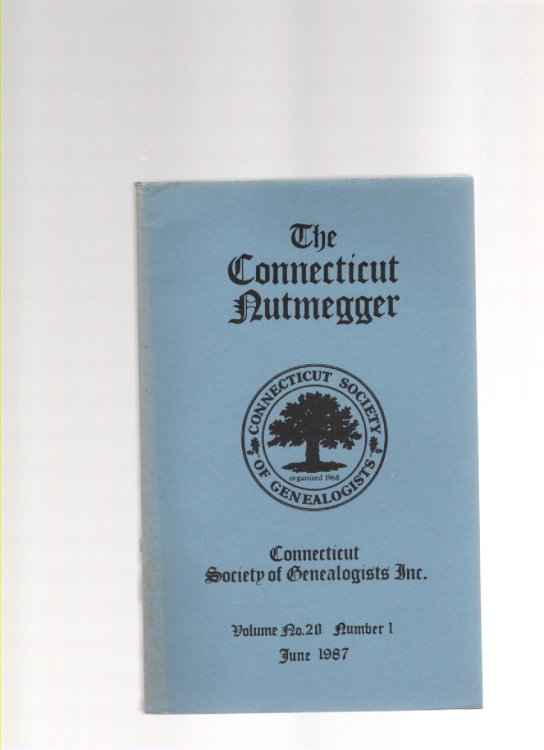 The
Connecticut
Nutmegger
CONNECTICUT SOCIETY
OF GENEALOGISTS
organized 1968
Connecticut
Society of Genealogists Inc.
Volume No.20 Number 1
June 1987